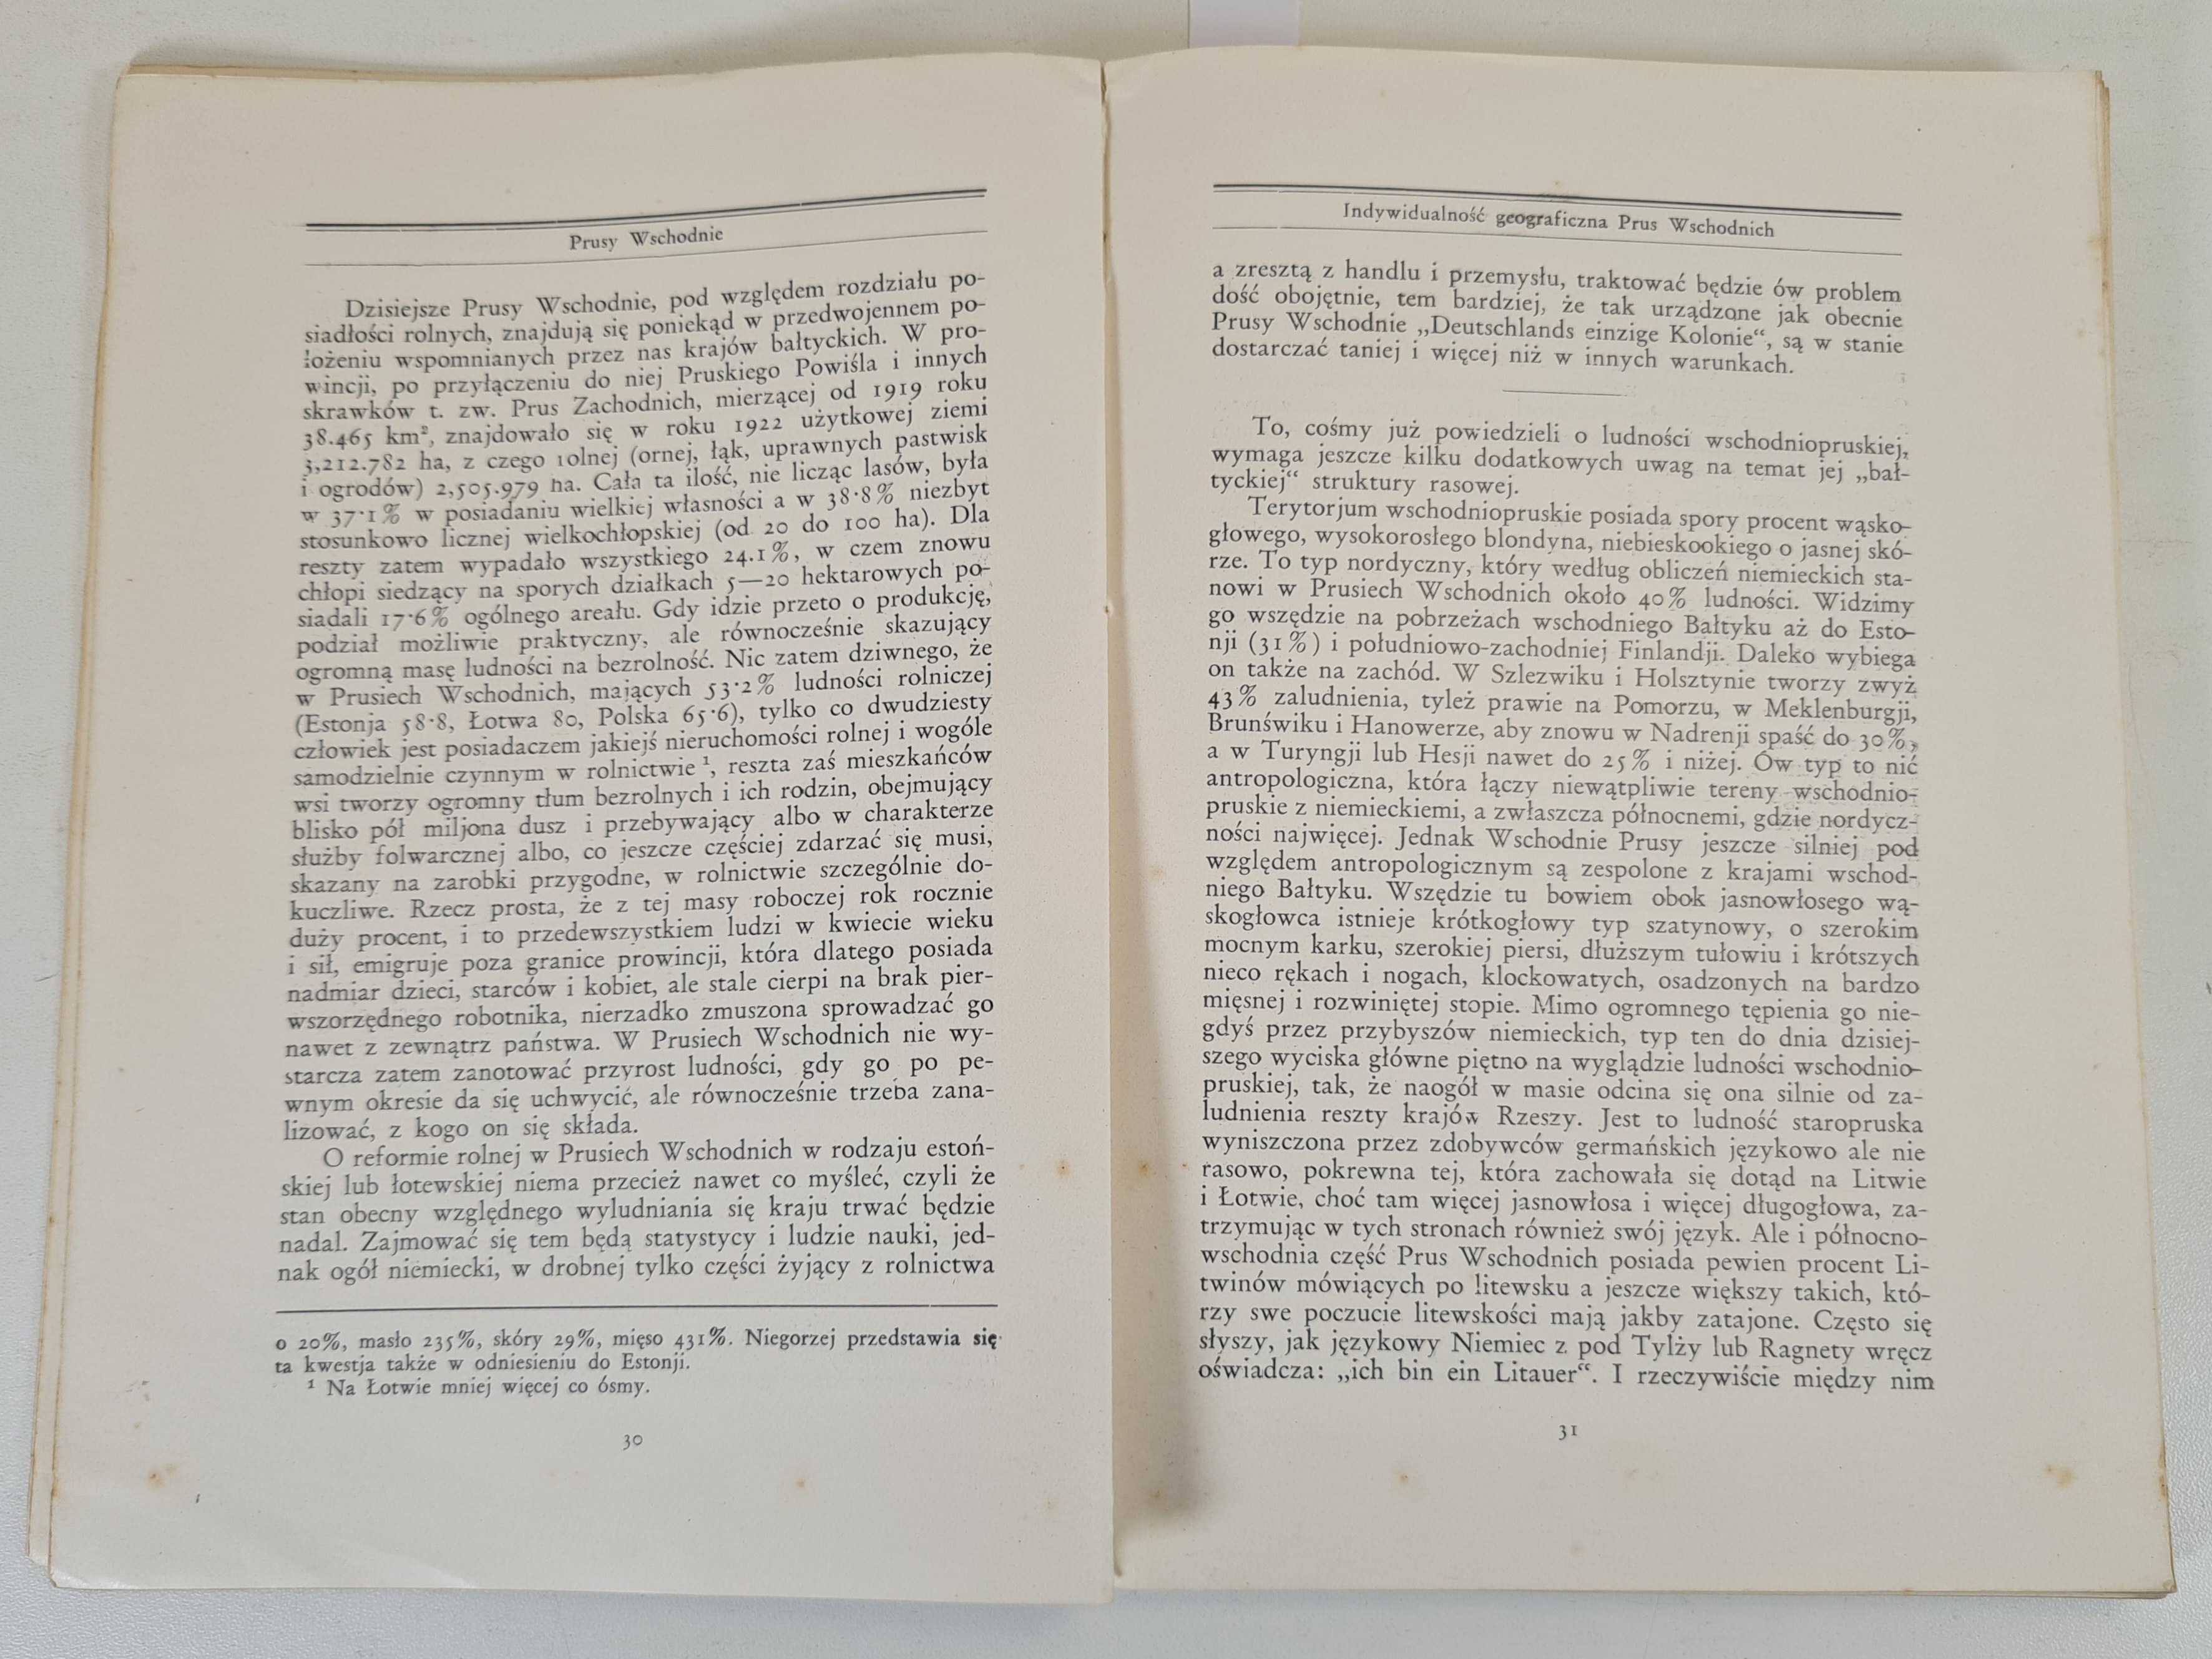 Prusy Wschodnie
Dzisiejsze Prusy Wschodnie, pod względem rozdziału po-
siadłości rolnych, znajdują się poniekąd w przedwojennem po-
łożeniu wspomnianych przez nas krajów bałtyckich. W pro-
wincji, po przyłączeniu do niej Pruskiego Powiśla i innych
skrawków t. zw. Prus Zachodnich, mierzącej od 1919 roku
38.465 km², znajdowało się w roku 1922 użytkowej ziemi
3,212.782 ha, z czego rolnej (ornej, łąk, uprawnych pastwisk
i ogrodów) 2,505.979 ha. Cała ta ilość, nie licząc lasów, była
w 37·1% w posiadaniu wielkiej własności a w 38·8% niezbyt
stosunkowo licznej wielkochłopskiej (od 20 do 100 ha). Dla
reszty zatem wypadało wszystkiego 24.1%, w czem znowu
chłopi siedzący na sporych działkach 5—20 hektarowych po-
siadali 17·6% ogólnego areału. Gdy idzie przeto o produkcję,
podział możliwie praktyczny, ale równocześnie skazujący
ogromną masę ludności na bezrolność. Nic zatem dziwnego, że
w Prusiech Wschodnich, mających 53·2% ludności rolniczej
(Estonja 58·8, Łotwa 80, Polska 65·6), tylko co dwudziesty
człowiek jest posiadaczem jakiejś nieruchomości rolnej i wogóle
samodzielnie czynnym w rolnictwie ¹, reszta zaś mieszkańców
wsi tworzy ogromny tłum bezrolnych i ich rodzin, obejmujący
blisko pół miljona dusz i przebywający albo w charakterze
służby folwarcznej albo, co jeszcze częściej zdarzać się musi,
skazany na zarobki przygodne, w rolnictwie szczególnie do-
kuczliwe. Rzecz prosta, że z tej masy roboczej rok rocznie
duży procent, i to przedewszystkiem ludzi w kwiecie wieku
i sił, emigruje poza granice prowincji, która dlatego posiada
nadmiar dzieci, starców i kobiet, ale stale cierpi na brak pier-
wszorzędnego robotnika, nierzadko zmuszona sprowadzać go
nawet z zewnątrz państwa. W Prusiech Wschodnich nie wy-
starcza zatem zanotować przyrost ludności, gdy go po pe-
wnym okresie da się uchwycić, ale równocześnie trzeba zana-
lizować, z kogo on się składa.
O reformie rolnej w Prusiech Wschodnich w rodzaju estoń-
skiej lub łotewskiej niema przecież nawet co myśleć, czyli że
stan obecny względnego wyludniania się kraju trwać będzie
nadal. Zajmować się tem będą statystycy i ludzie nauki, jed-
nak ogół niemiecki, w drobnej tylko części żyjący z rolnictwa
o 20%, masło 235%, skóry 29%, mięso 431%. Niegorzej przedstawia się
ta kwestja także w odniesieniu do Estonji.
¹ Na Łotwie mniej więcej co ósmy.
30
Indywidualność geograficzna Prus Wschodnich
a zresztą z handlu i przemysłu, traktować będzie ów problem
dość obojętnie, tem bardziej, że tak urządzone jak obecnie
Prusy Wschodnie „Deutschlands einzige Kolonie“, są w stanie
dostarczać taniej i więcej niż w innych warunkach.
To, cośmy już powiedzieli o ludności wschodniopruskiej,
wymaga jeszcze kilku dodatkowych uwag na temat jej „bał-
tyckiej“ struktury rasowej.
Terytorjum wschodniopruskie posiada spory procent wąsko-
głowego, wysokorosłego blondyna, niebieskookiego o jasnej skó-
rze. To typ nordyczny, który według obliczeń niemieckich sta-
nowi w Prusiech Wschodnich około 40% ludności. Widzimy
go wszędzie na pobrzeżach wschodniego Bałtyku aż do Esto-
nji (31%) i południowo-zachodniej Finlandji. Daleko wybiega
on także na zachód. W Szlezwiku i Holsztynie tworzy zwyż
43% zaludnienia, tyleż prawie na Pomorzu, w Meklenburgji,
Brunświku i Hanowerze, aby znowu w Nadrenji spaść do 30%,
a w Turyngji lub Hesji nawet do 25% i niżej. Ów typ to nić
antropologiczna, która łączy niewątpliwie tereny wschodnio-
pruskie z niemieckiemi, a zwłaszcza północnemi, gdzie nordycz-
ności najwięcej. Jednak Wschodnie Prusy jeszcze silniej pod
względem antropologicznym są zespolone z krajami wschod-
niego Bałtyku. Wszędzie tu bowiem obok jasnowłosego wą-
skogłowca istnieje krótkogłowy typ szatynowy, o szerokim
mocnym karku, szerokiej piersi, dłuższym tułowiu i krótszych
nieco rękach i nogach, klockowatych, osadzonych na bardzo
mięsnej i rozwiniętej stopie. Mimo ogromnego tępienia go nie-
gdyś przez przybyszów niemieckich, typ ten do dnia dzisiej-
szego wyciska główne piętno na wyglądzie ludności wschodnio-
pruskiej, tak, że naogół w masie odcina się ona silnie od za-
ludnienia reszty krajów Rzeszy. Jest to ludność staropruska
wyniszczona przez zdobywców germańskich językowo ale nie
rasowo, pokrewna tej, która zachowała się dotąd na Litwie
i Łotwie, choć tam więcej jasnowłosa i więcej długogłowa, za-
trzymując w tych stronach również swój język. Ale i północno-
wschodnia część Prus Wschodnich posiada pewien procent Li-
twinów mówiących po litewsku a jeszcze większy takich, któ-
rzy swe poczucie litewskości mają jakby zatajone. Często się
słyszy, jak językowy Niemiec z pod Tylży lub Ragnety wręcz
oświadcza: „ich bin ein Litauer“. I rzeczywiście między nim
31